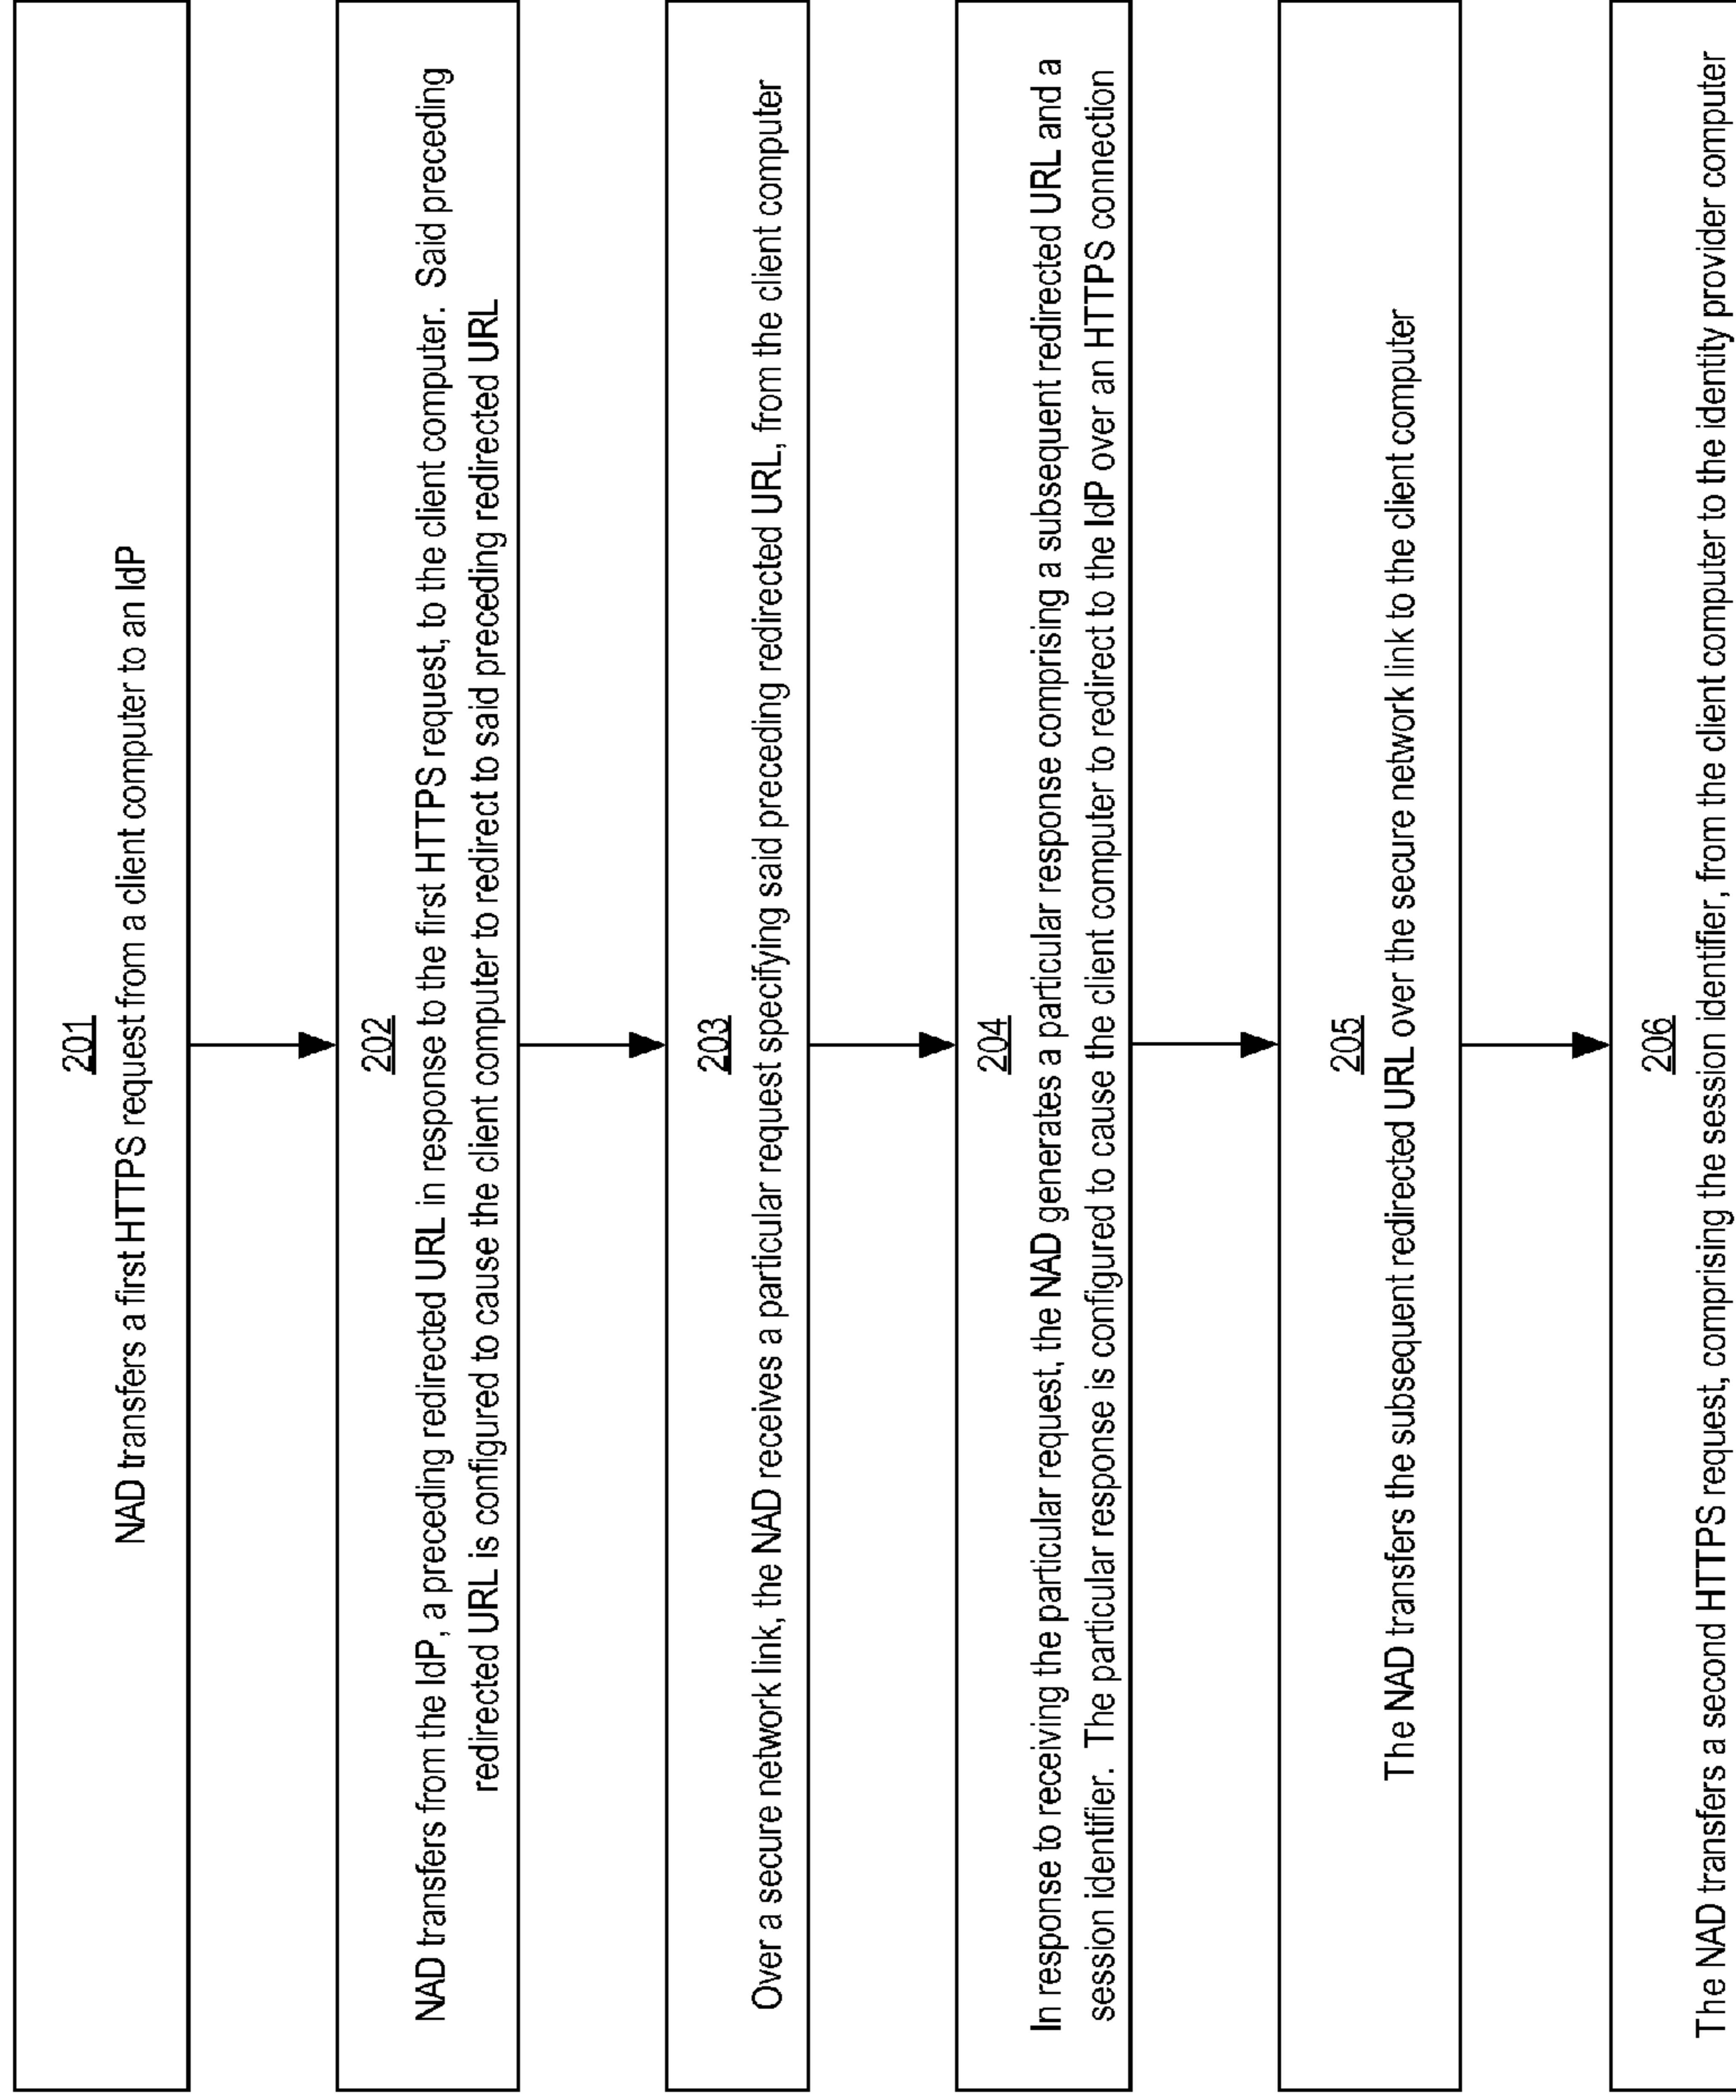 201
NAD transfers a first HTTPS request from a client computer to an IdP
202
NAD transfers from the IdP, a preceding redirected URL in response to the first HTTPS request, to the client computer. Said preceding
redirected URL is configured to cause the client computer to redirect to said preceding redirected URL
203
Over a secure network link, the NAD receives a particular request specifying said preceding redirected URL, from the client computer
204
In response to receiving the particular request, the NAD generates a particular response comprising a subsequent redirected URL and a
session identifier. The particular response is configured to cause the client computer to redirect to the IdP over an HTTPS connection
205
The NAD transfers the subsequent redirected URL over the secure network link to the client computer
206
The NAD transfers a second HTTPS request, comprising the session identifier, from the client computer to the identity provider computer